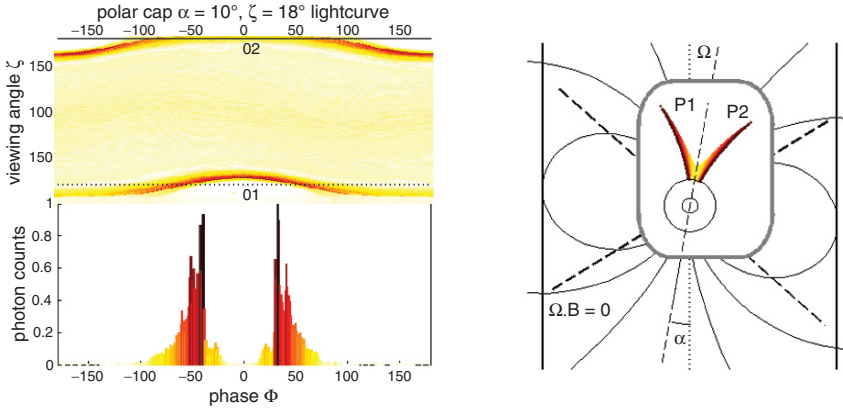 polar cap α = 10°, ζ = 18° lightcurve
−150 −100 −50 0 50 100 150
02
150
100
150
viewing angle ζ
01
1
0.8
0.6
0.4
0.2
0
photon counts
−150 −100 −50 0 50 100 150
phase Φ
Ω
P1
P2
Ω.B = 0
α